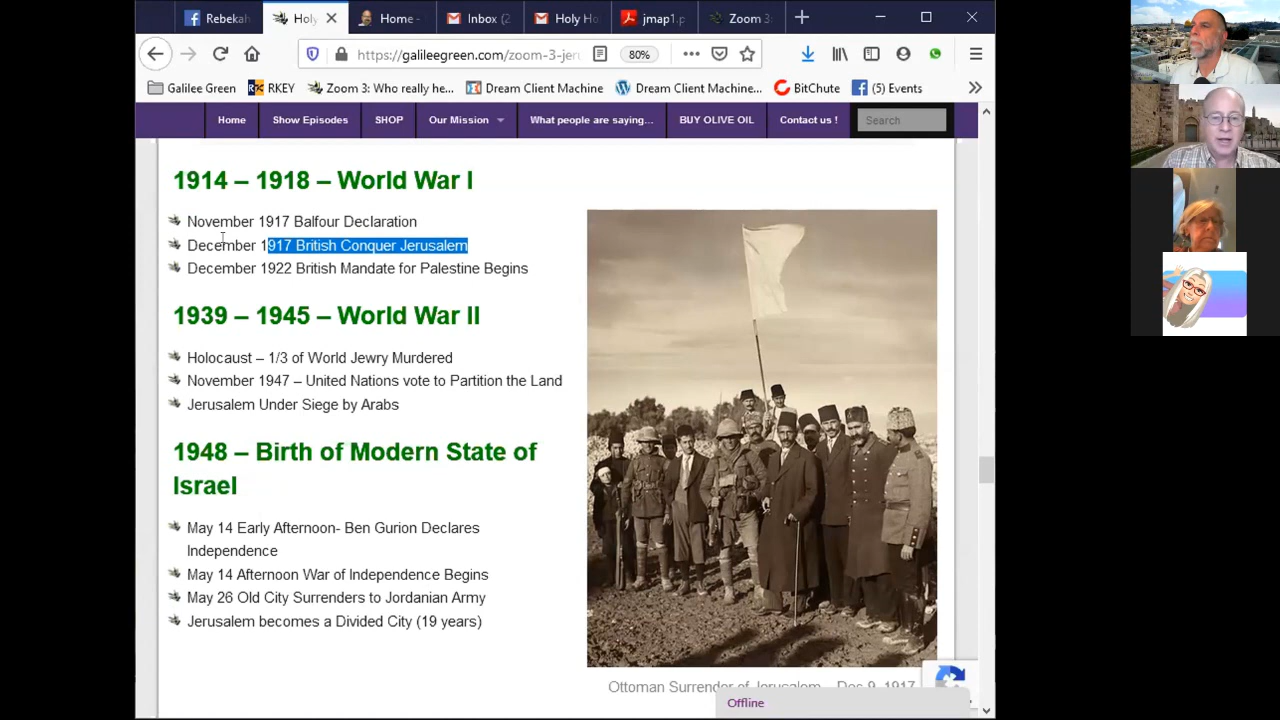 Rebekah
Holy
Home -
Inbox (2
Holy Ho
jmap1.p
Zoom 3:
https://galileegreen.com/zoom-3-jer
80%
Galilee Green
RKEY
Zoom 3: Who really he...
Dream Client Machine
Dream Client Machine...
BitChute
(5) Events
Home
Show Episodes
SHOP
Our Mission
What people are saying...
BUY OLIVE OIL
Contact us !
Search
1914 – 1918 – World War I
November 1917 Balfour Declaration
December 1917 British Conquer Jerusalem
December 1922 British Mandate for Palestine Begins
1939 – 1945 – World War II
Holocaust – 1/3 of World Jewry Murdered
November 1947 – United Nations vote to Partition the Land
Jerusalem Under Siege by Arabs
1948 – Birth of Modern State of
Israel
May 14 Early Afternoon- Ben Gurion Declares
Independence
May 14 Afternoon War of Independence Begins
May 26 Old City Surrenders to Jordanian Army
Jerusalem becomes a Divided City (19 years)
Ottoman Surrender of Jerusalem – Dec 9, 1917
Offline